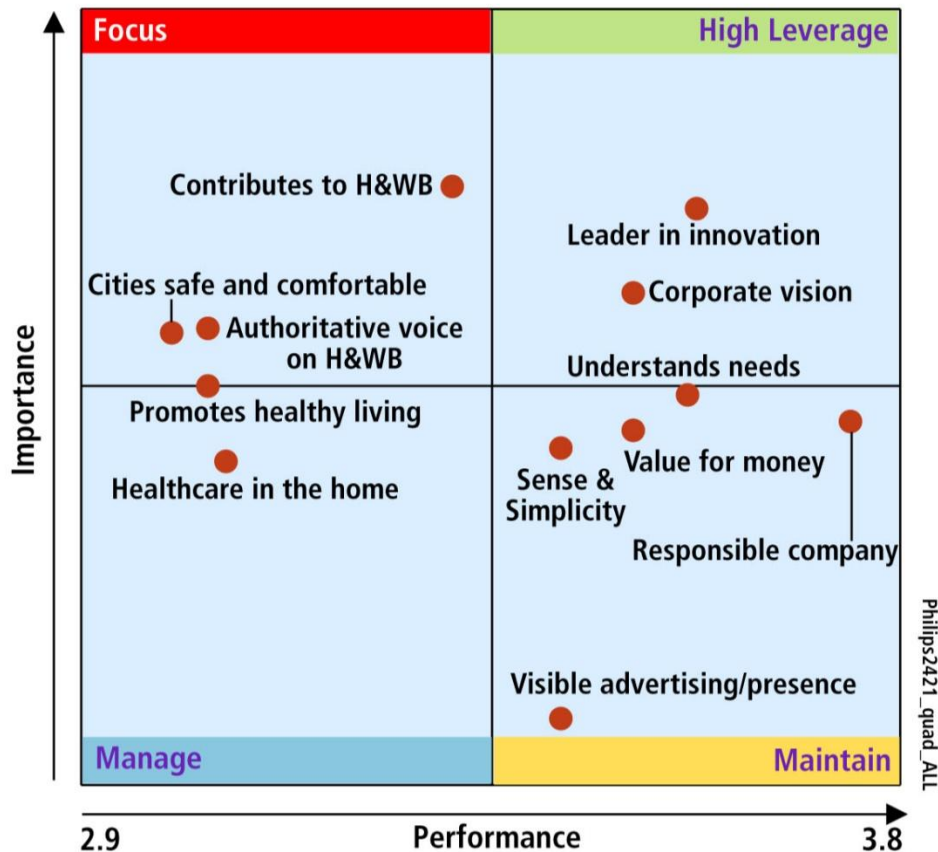 Focus
High Leverage
Contributes to H&WB
Leader in innovation
Cities safe and comfortable
Corporate vision
Authoritative voice
on H&WB
Understands needs
Promotes healthy living
Healthcare in the home
Sense &
Simplicity
Value for money
Responsible company
Visible advertising/presence
Manage
Maintain
Importance
2.9
Performance
3.8
Philips2421_quad_ALL